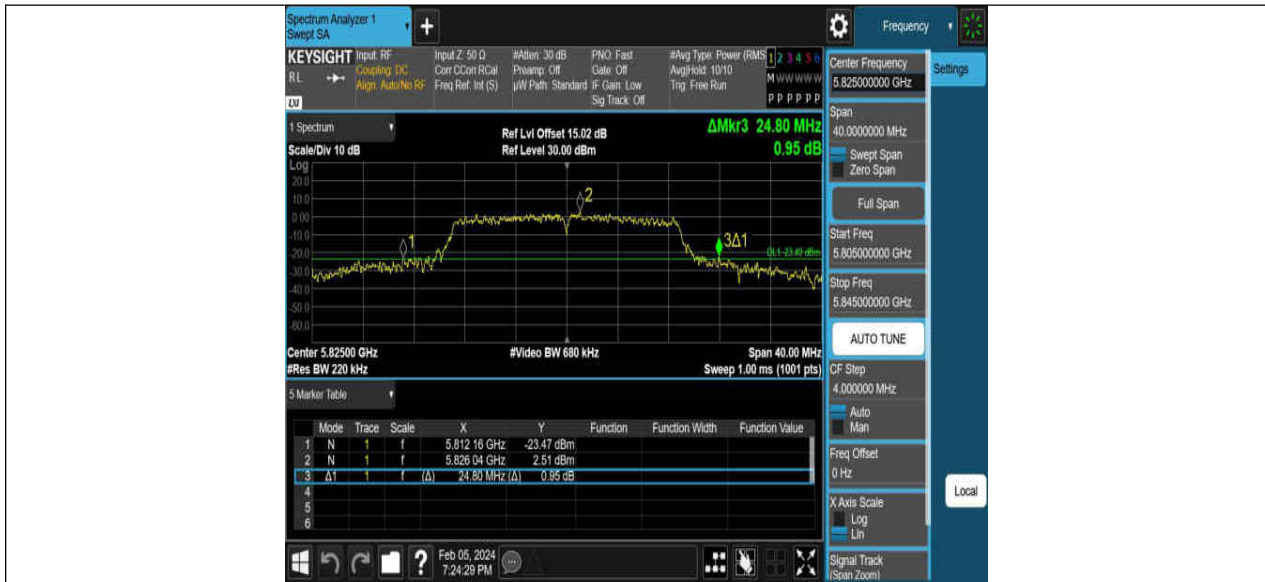 Spectrum Analyzer 1
Swept SA
+
Frequency
KEYSIGHT
RL
LXI
Input: RF
Coupling: DC
Align: Auto/No RF
Input Z: 50 Ω
Corr CCorr RCal
Freq Ref: Int (S)
#Atten: 30 dB
Preamp: Off
µW Path: Standard
PNO: Fast
Gate: Off
IF Gain: Low
Sig Track: Off
#Avg Type: Power (RMS
Avg|Hold: 10/10
Trig: Free Run
1 2 3 4 5 6
M W W W W W
P P P P P P
1 Spectrum
Scale/Div 10 dB
Ref Lvl Offset 15.02 dB
Ref Level 30.00 dBm
ΔMkr3 24.80 MHz
0.95 dB
Log
20.0
10.0
0.00
-10.0
-20.0
-30.0
-40.0
-50.0
-60.0
1
2
3Δ1
DL1 -23.49 dBm
Center 5.82500 GHz
#Video BW 680 kHz
Span 40.00 MHz
#Res BW 220 kHz
Sweep 1.00 ms (1001 pts)
5 Marker Table
Mode Trace Scale X Y Function Function Width Function Value
1 N 1 f 5.812 16 GHz -23.47 dBm
2 N 1 f 5.826 04 GHz 2.51 dBm
3 Δ1 1 f (Δ) 24.80 MHz (Δ) 0.95 dB
4
5
6
Feb 05, 2024
7:24:29 PM
Center Frequency
5.825000000 GHz
Settings
Span
40.0000000 MHz
Swept Span
Zero Span
Full Span
Start Freq
5.805000000 GHz
Stop Freq
5.845000000 GHz
AUTO TUNE
CF Step
4.000000 MHz
Auto
Man
Freq Offset
0 Hz
X Axis Scale
Log
Lin
Local
Signal Track
(Span Zoom)